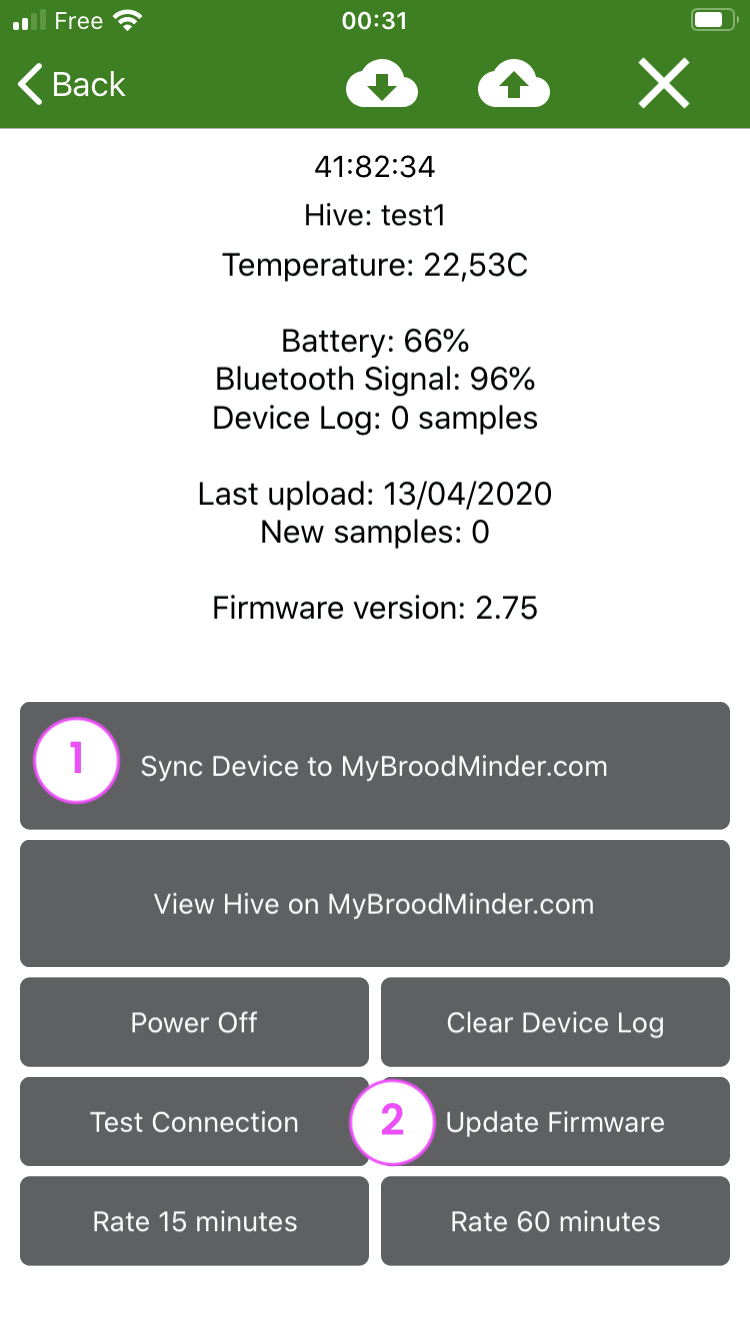 Free 00:31
Back
41:82:34
Hive: test1
Temperature: 22,53C
Battery: 66%
Bluetooth Signal: 96%
Device Log: 0 samples
Last upload: 13/04/2020
New samples: 0
Firmware version: 2.75
1 Sync Device to MyBroodMinder.com
View Hive on MyBroodMinder.com
Power Off Clear Device Log
Test Connection 2 Update Firmware
Rate 15 minutes Rate 60 minutes